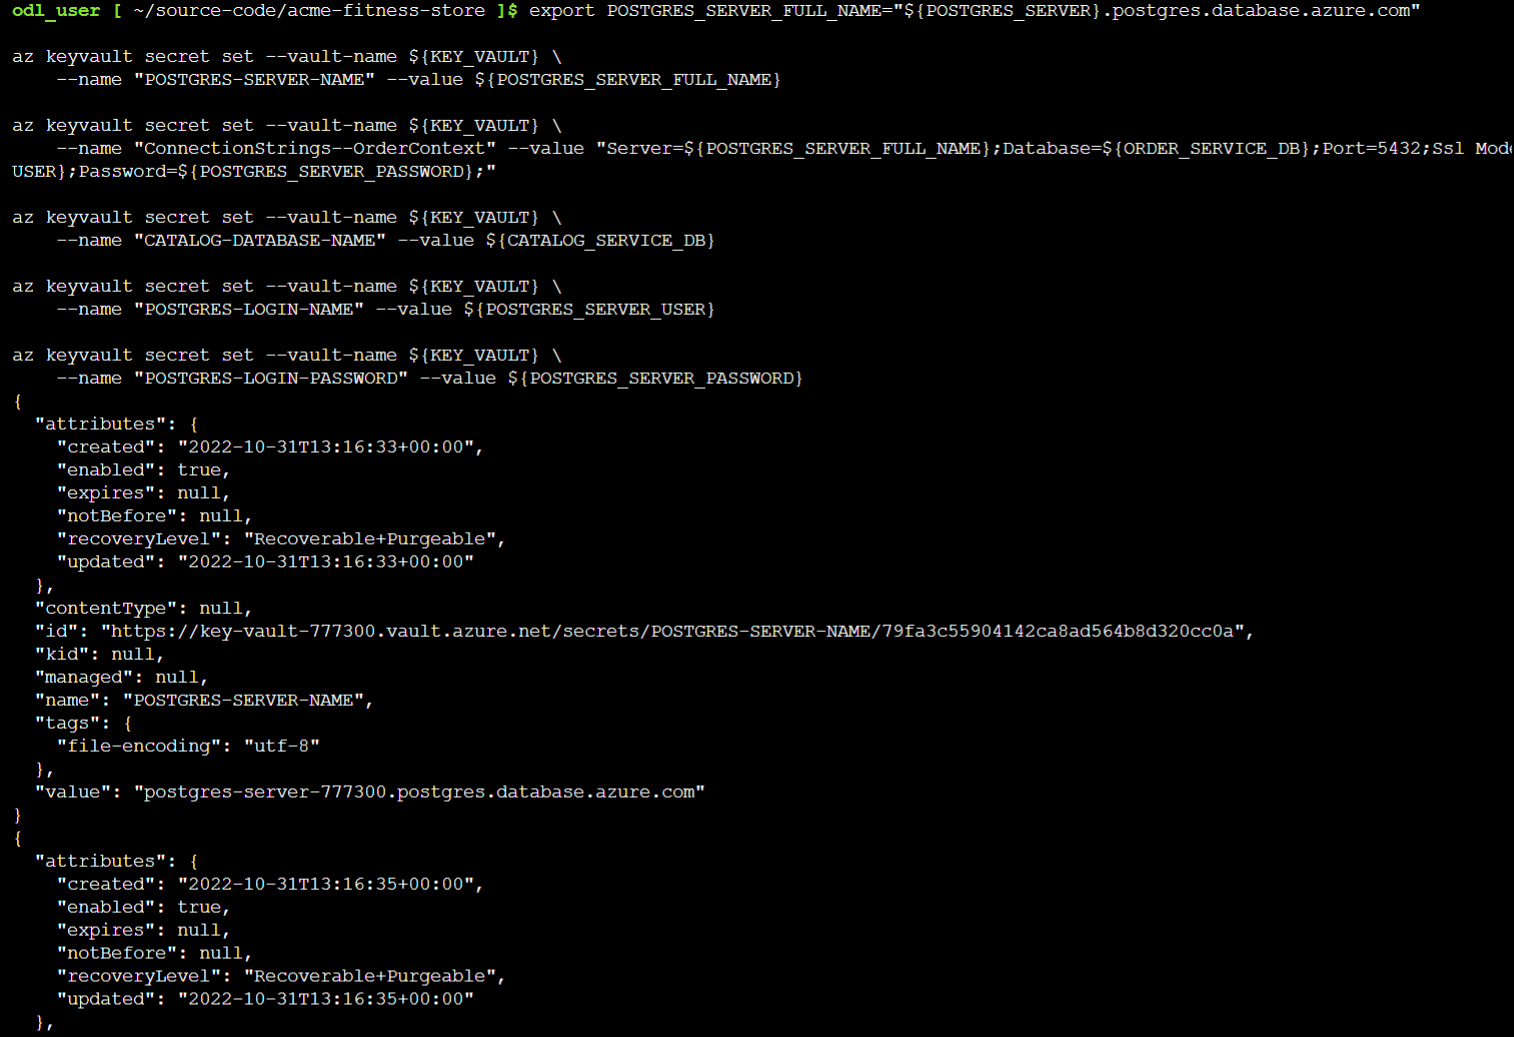 odl_user [ ~/source-code/acme-fitness-store ]$ export POSTGRES_SERVER_FULL_NAME="${POSTGRES_SERVER}.postgres.database.azure.com"
az keyvault secret set --vault-name ${KEY_VAULT} \
    --name "POSTGRES-SERVER-NAME" --value ${POSTGRES_SERVER_FULL_NAME}
az keyvault secret set --vault-name ${KEY_VAULT} \
    --name "ConnectionStrings--OrderContext" --value "Server=${POSTGRES_SERVER_FULL_NAME};Database=${ORDER_SERVICE_DB};Port=5432;Ssl Mod
USER};Password=${POSTGRES_SERVER_PASSWORD};"
az keyvault secret set --vault-name ${KEY_VAULT} \
    --name "CATALOG-DATABASE-NAME" --value ${CATALOG_SERVICE_DB}
az keyvault secret set --vault-name ${KEY_VAULT} \
    --name "POSTGRES-LOGIN-NAME" --value ${POSTGRES_SERVER_USER}
az keyvault secret set --vault-name ${KEY_VAULT} \
    --name "POSTGRES-LOGIN-PASSWORD" --value ${POSTGRES_SERVER_PASSWORD}
{
  "attributes": {
    "created": "2022-10-31T13:16:33+00:00",
    "enabled": true,
    "expires": null,
    "notBefore": null,
    "recoveryLevel": "Recoverable+Purgeable",
    "updated": "2022-10-31T13:16:33+00:00"
  },
  "contentType": null,
  "id": "https://key-vault-777300.vault.azure.net/secrets/POSTGRES-SERVER-NAME/79fa3c55904142ca8ad564b8d320cc0a",
  "kid": null,
  "managed": null,
  "name": "POSTGRES-SERVER-NAME",
  "tags": {
    "file-encoding": "utf-8"
  },
  "value": "postgres-server-777300.postgres.database.azure.com"
}
{
  "attributes": {
    "created": "2022-10-31T13:16:35+00:00",
    "enabled": true,
    "expires": null,
    "notBefore": null,
    "recoveryLevel": "Recoverable+Purgeable",
    "updated": "2022-10-31T13:16:35+00:00"
  },